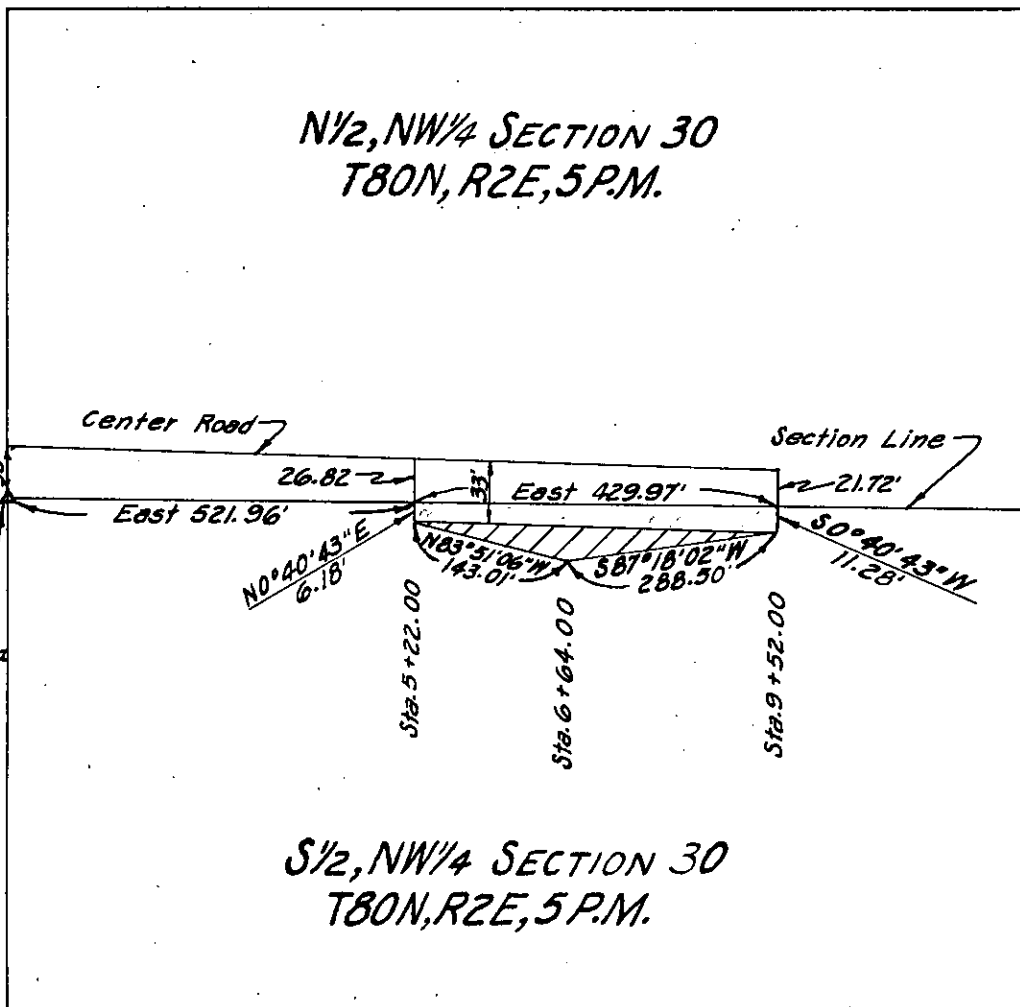 N½, NW¼ SECTION 30
T80N, R2E, 5 P.M.
Center Road
Section Line
26.82
33'
East 429.97'
21.72'
East 521.96'
N0°40'43"E
6.18'
N83°51'06"W
143.01'
S87°18'02"W
288.50'
S0°40'43"W
11.28'
Sta. 5+22.00
Sta. 6+64.00
Sta. 9+52.00
S½, NW¼ SECTION 30
T80N, R2E, 5 P.M.